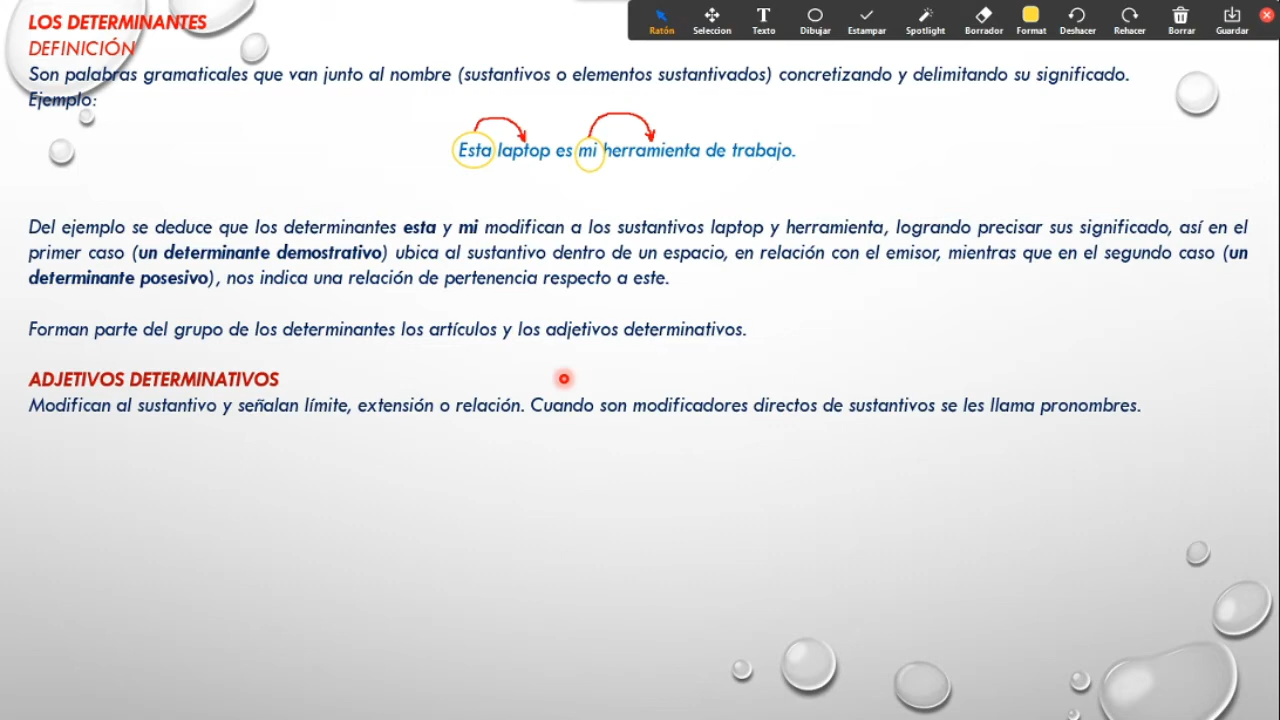 LOS DETERMINANTES
DEFINICIÓN
Son palabras gramaticales que van junto al nombre (sustantivos o elementos sustantivados) concretizando y delimitando su significado.
Ejemplo:
Esta laptop es mi herramienta de trabajo.
Del ejemplo se deduce que los determinantes esta y mi modifican a los sustantivos laptop y herramienta, logrando precisar sus significado, así en el
primer caso (un determinante demostrativo) ubica al sustantivo dentro de un espacio, en relación con el emisor, mientras que en el segundo caso (un
determinante posesivo), nos indica una relación de pertenencia respecto a este.
Forman parte del grupo de los determinantes los artículos y los adjetivos determinativos.
ADJETIVOS DETERMINATIVOS
Modifican al sustantivo y señalan límite, extensión o relación. Cuando son modificadores directos de sustantivos se les llama pronombres.
Ratón Seleccion Texto Dibujar Estampar Spotlight Borrador Format Deshacer Rehacer Borrar Guardar